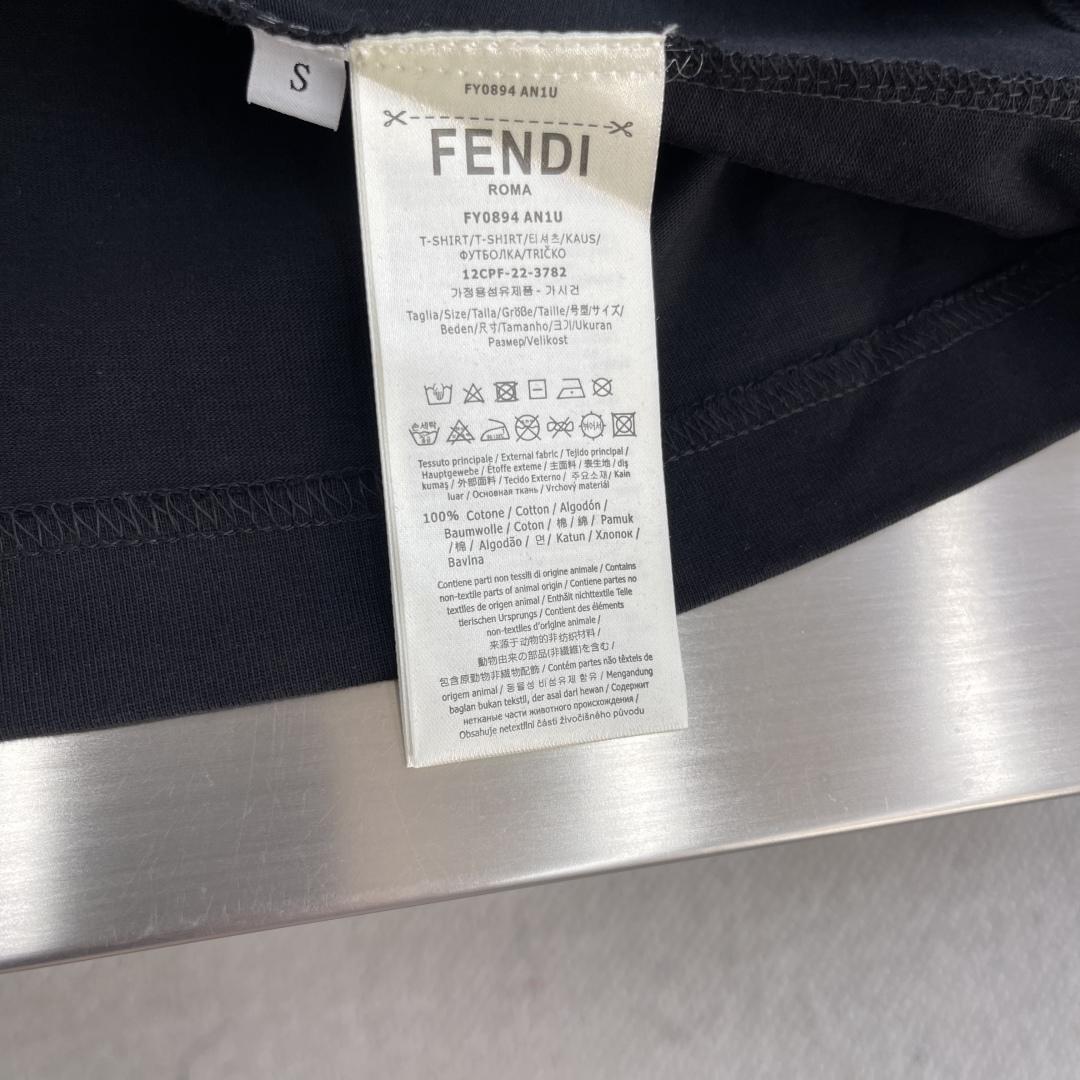 S
FY0894 AN1U
FENDI
ROMA
FY0894 AN1U
T-SHIRT/T-SHIRT/티셔츠/KAUS/
ФУТБОЛКА/TRIČKO
12CPF-22-3782
가정용섬유제품 - 가시건
Taglia/Size/Talla/Größe/Taille/号型/サイズ/
Beden/尺寸/Tamanho/크기/Ukuran
Размер/Velikost
손세탁
Tessuto principale / External fabric / Tejido principal /
Hauptgewebe / Étoffe externe / 主面料 / 表生地 / diş
kumaş / 外部面料 / Tecido Externo / 주요소재/ Kain
luar / Основная ткань / Vrchový materiál
100% Cotone / Cotton / Algodón /
Baumwolle / Coton / 棉 / 綿 / Pamuk
/ 棉 / Algodão / 면 / Katun / Хлопок /
Bavlna
Contiene parti non tessili di origine animale / Contains
non-textile parts of animal origin / Contiene partes no
textiles de origen animal / Enthält nichttextile Teile
tierischen Ursprungs / Contient des éléments
non-textiles d'origine animale /
来源于动物的非纺织材料 /
動物由来の部品(非繊維)を含む /
包含原動物非織物配飾 / Contém partes não têxteis de
origem animal / 동물성 비섬유제 함유 / Mengandung
bagian bukan tekstil, der asal dari hewan / Содержит
нетканые части животного происхождения /
Obsahuje netextilní části živočišného původu